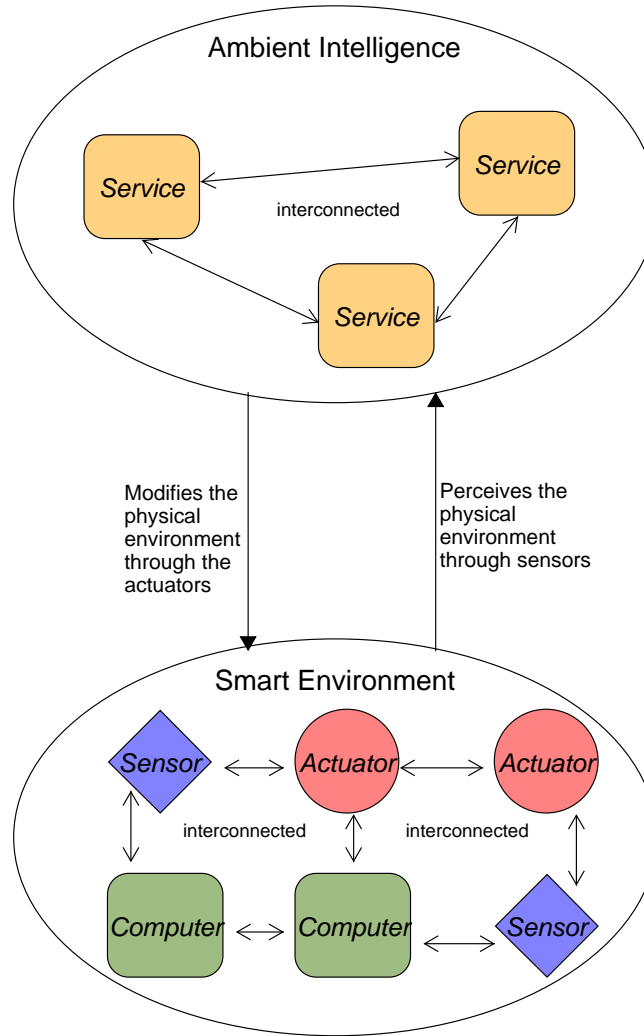 Ambient Intelligence
Service
Service
interconnected
Service
Modifies the
physical
environment
through the
actuators
Perceives the
physical
environment
through sensors
Smart Environment
Sensor
Actuator
Actuator
interconnected
interconnected
Computer
Computer
Sensor